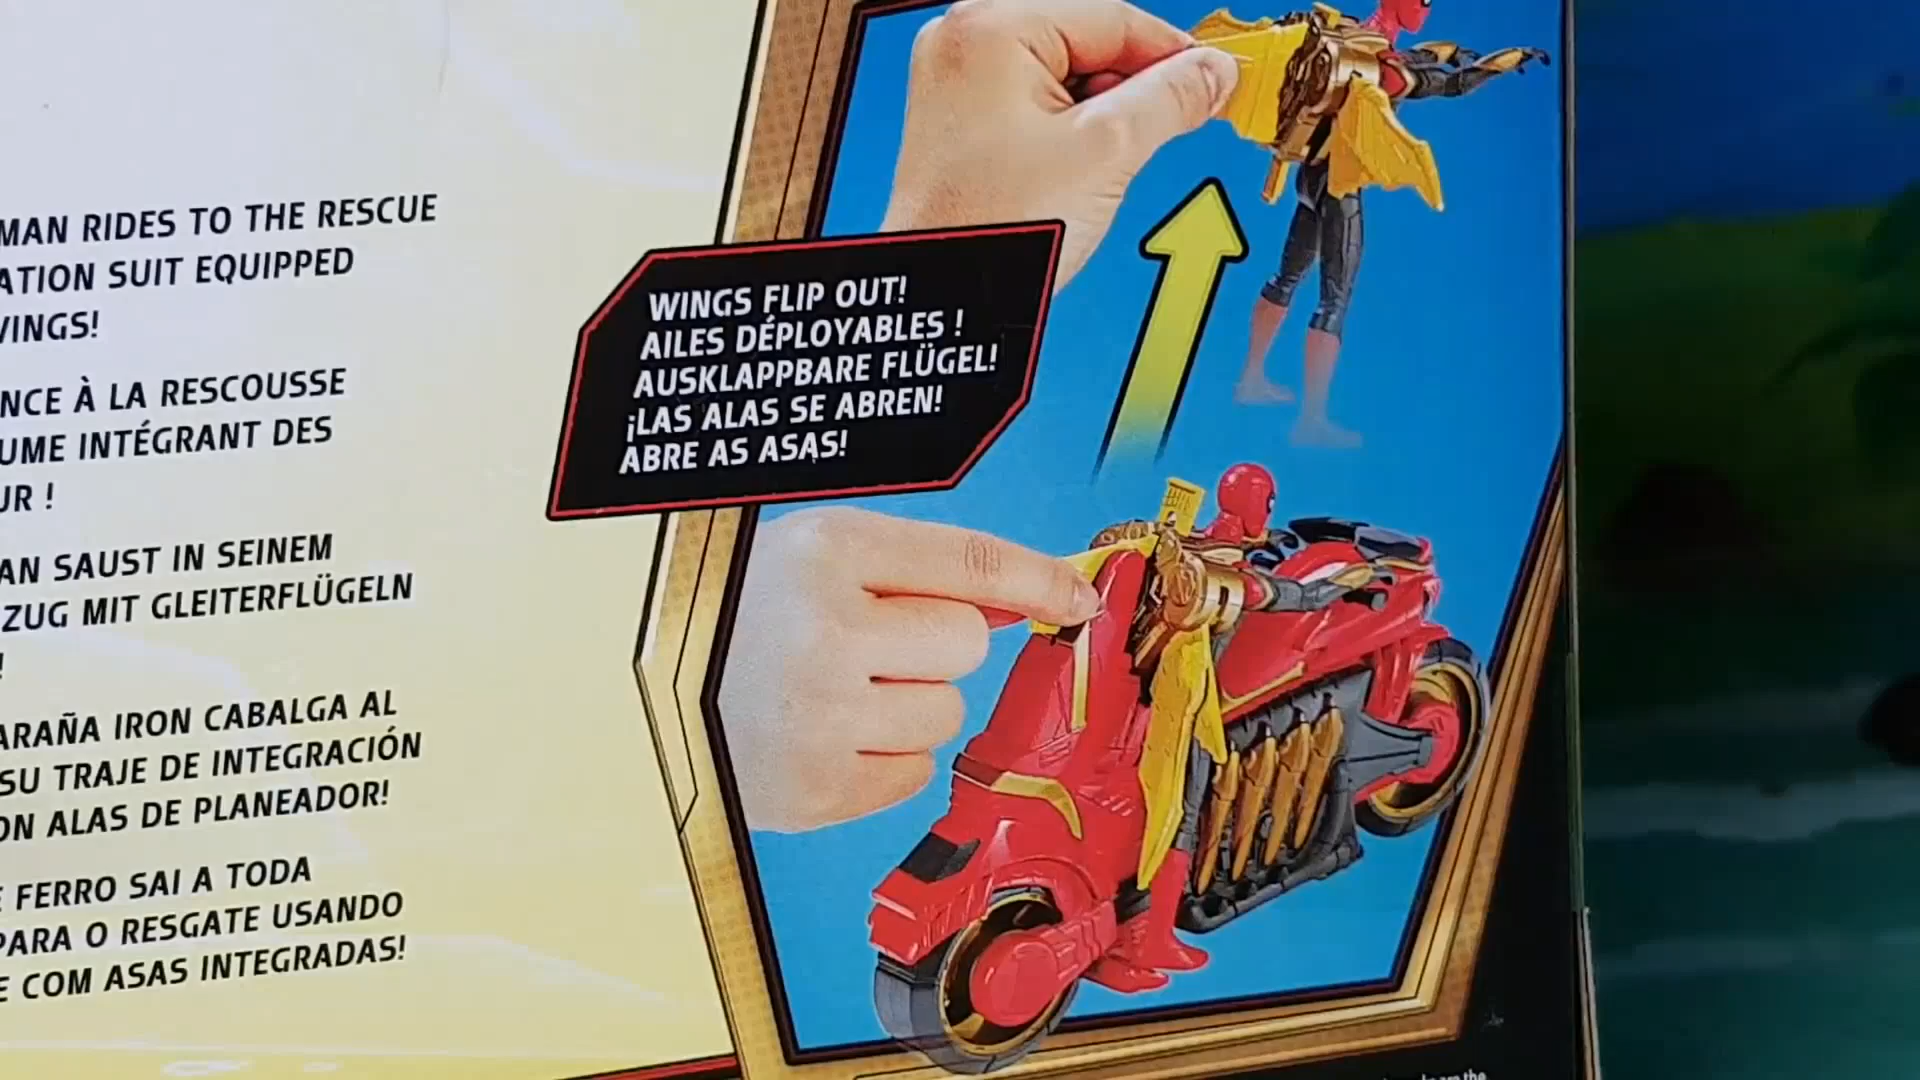 MAN RIDES TO THE RESCUE
ATION SUIT EQUIPPED
WINGS!
NCE À LA RESCOUSSE
UME INTÉGRANT DES
UR !
AN SAUST IN SEINEM
ZUG MIT GLEITERFLÜGELN
!
ARAÑA IRON CABALGA AL
SU TRAJE DE INTEGRACIÓN
ON ALAS DE PLANEADOR!
E FERRO SAI A TODA
PARA O RESGATE USANDO
E COM ASAS INTEGRADAS!
WINGS FLIP OUT!
AILES DÉPLOYABLES !
AUSKLAPPBARE FLÜGEL!
¡LAS ALAS SE ABREN!
ABRE AS ASAS!